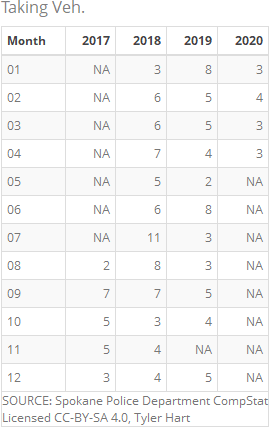 Taking Veh.
Month 2017 2018 2019 2020
01 NA 3 8 3
02 NA 6 5 4
03 NA 6 5 3
04 NA 7 4 3
05 NA 5 2 NA
06 NA 6 8 NA
07 NA 11 3 NA
08 2 8 3 NA
09 7 7 5 NA
10 5 3 4 NA
11 5 4 NA NA
12 3 4 5 NA
SOURCE: Spokane Police Department CompStat
Licensed CC-BY-SA 4.0, Tyler Hart